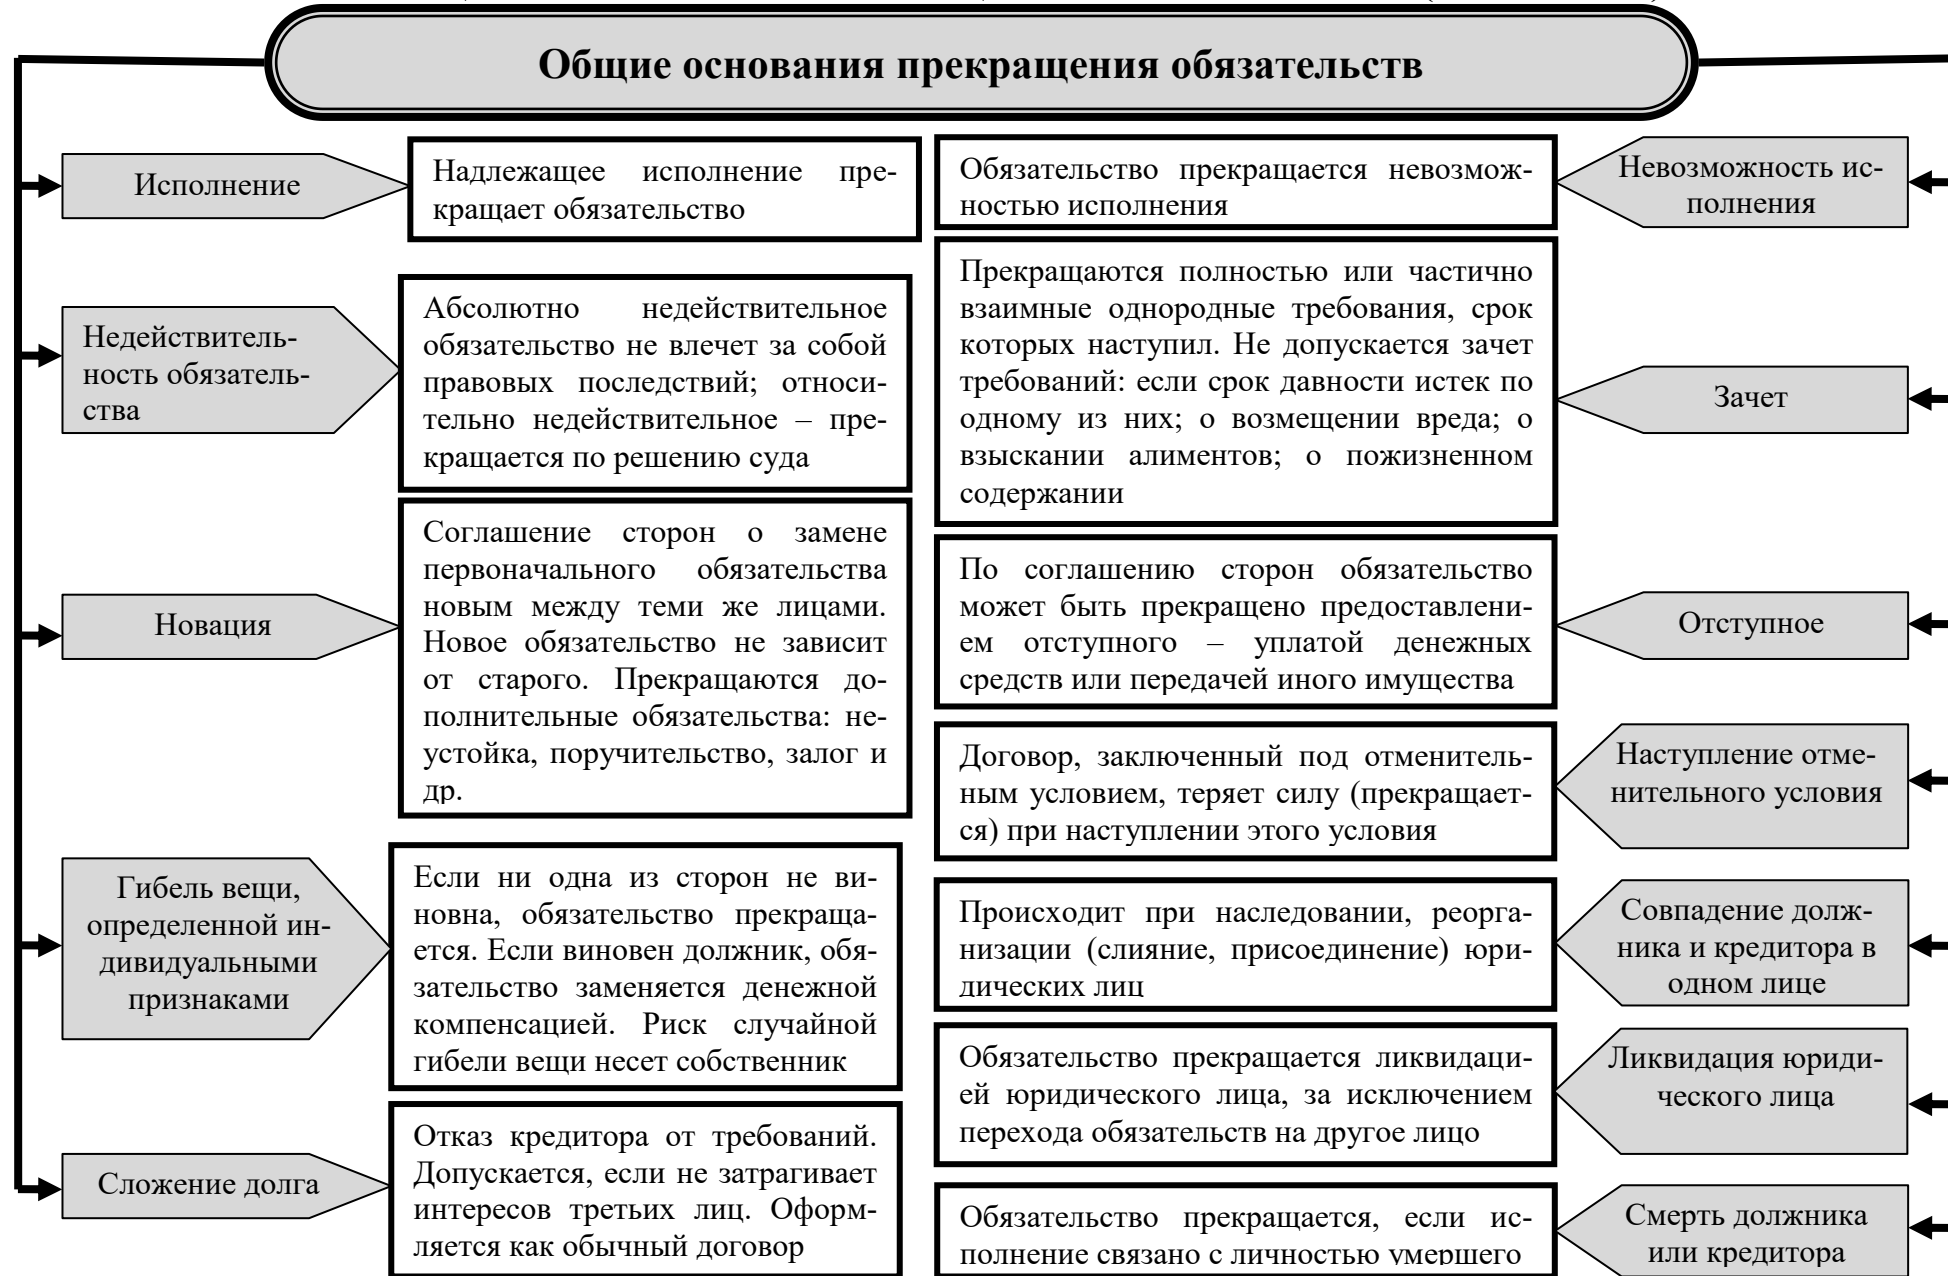 Общие основания прекращения обязательств
Исполнение
Надлежащее исполнение пре-
кращает обязательство
Недействитель-
ность обязатель-
ства
Абсолютно недействительное
обязательство не влечет за собой
правовых последствий; относи-
тельно недействительное – пре-
кращается по решению суда
Новация
Соглашение сторон о замене
первоначального обязательства
новым между теми же лицами.
Новое обязательство не зависит
от старого. Прекращаются до-
полнительные обязательства: не-
устойка, поручительство, залог и
др.
Гибель вещи,
определенной ин-
дивидуальными
признаками
Если ни одна из сторон не ви-
новна, обязательство прекраща-
ется. Если виновен должник, обя-
зательство заменяется денежной
компенсацией. Риск случайной
гибели вещи несет собственник
Сложение долга
Отказ кредитора от требований.
Допускается, если не затрагивает
интересов третьих лиц. Оформ-
ляется как обычный договор
Обязательство прекращается невозмож-
ностью исполнения
Невозможность ис-
полнения
Прекращаются полностью или частично
взаимные однородные требования, срок
которых наступил. Не допускается зачет
требований: если срок давности истек по
одному из них; о возмещении вреда; о
взыскании алиментов; о пожизненном
содержании
Зачет
По соглашению сторон обязательство
может быть прекращено предоставлени-
ем отступного – уплатой денежных
средств или передачей иного имущества
Отступное
Договор, заключенный под отменитель-
ным условием, теряет силу (прекращает-
ся) при наступлении этого условия
Наступление отме-
нительного условия
Происходит при наследовании, реорга-
низации (слияние, присоединение) юри-
дических лиц
Совпадение долж-
ника и кредитора в
одном лице
Обязательство прекращается ликвидаци-
ей юридического лица, за исключением
перехода обязательств на другое лицо
Ликвидация юриди-
ческого лица
Обязательство прекращается, если ис-
полнение связано с личностью умершего
Смерть должника
или кредитора